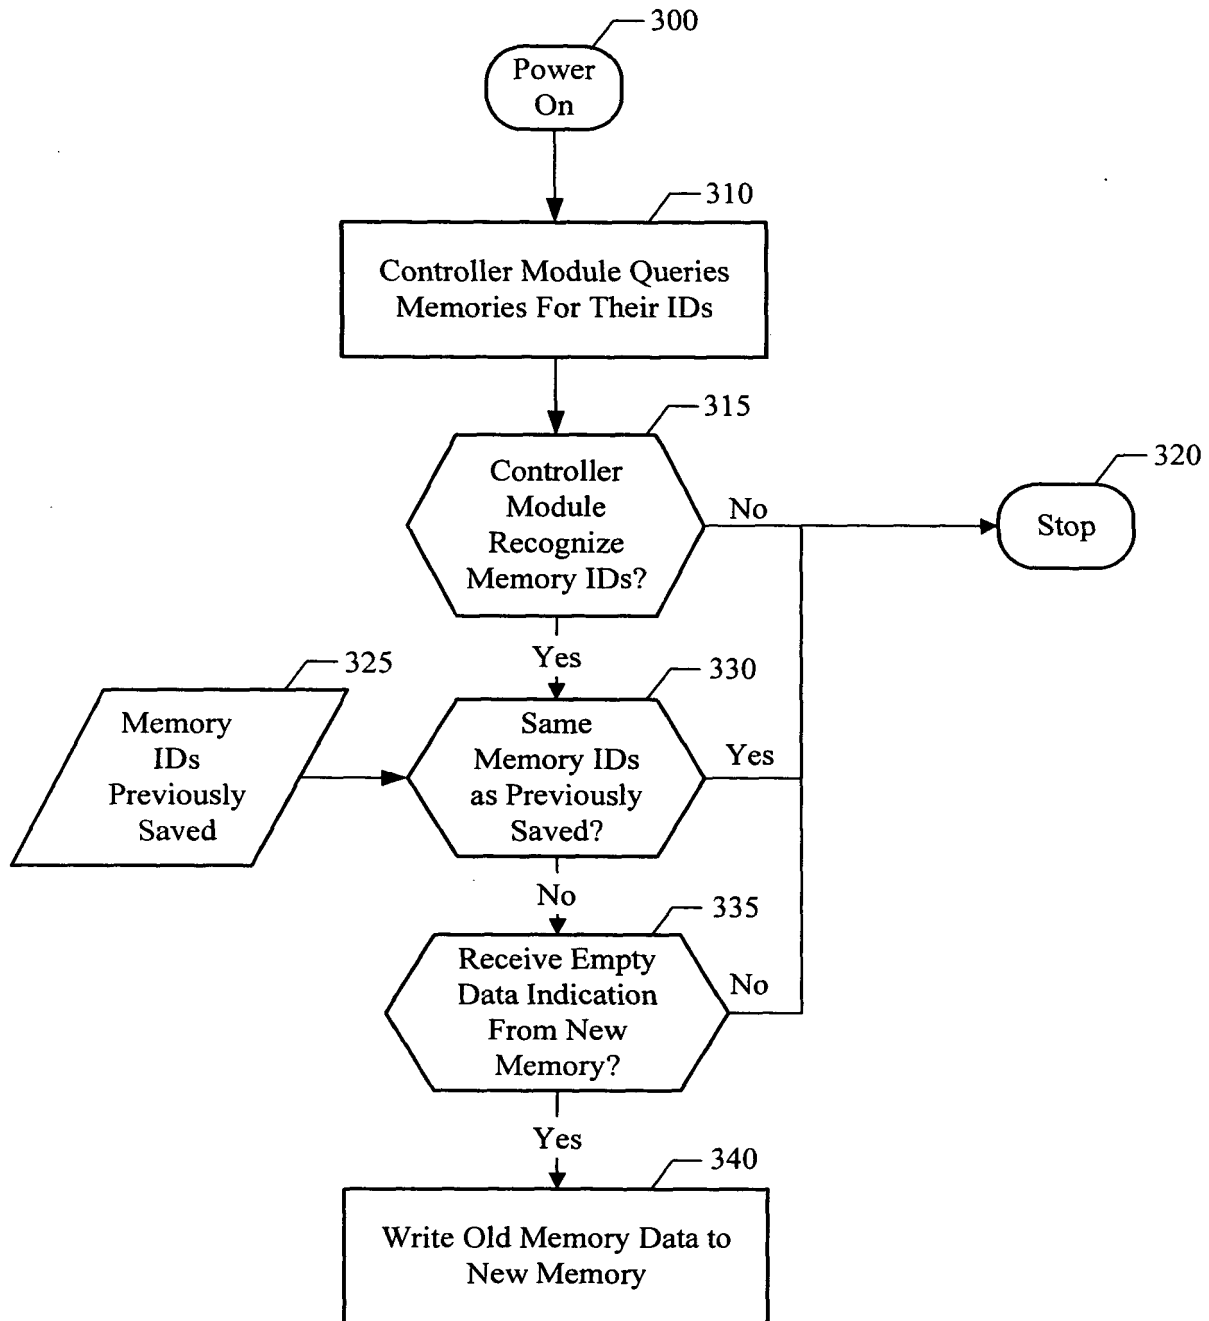 300
Power
On
310
Controller Module Queries
Memories For Their IDs
315
Controller
Module
Recognize
Memory IDs?
No
320
Stop
Yes
325
Memory
IDs
Previously
Saved
330
Same
Memory IDs
as Previously
Saved?
Yes
No
335
Receive Empty
Data Indication
From New
Memory?
No
Yes
340
Write Old Memory Data to
New Memory